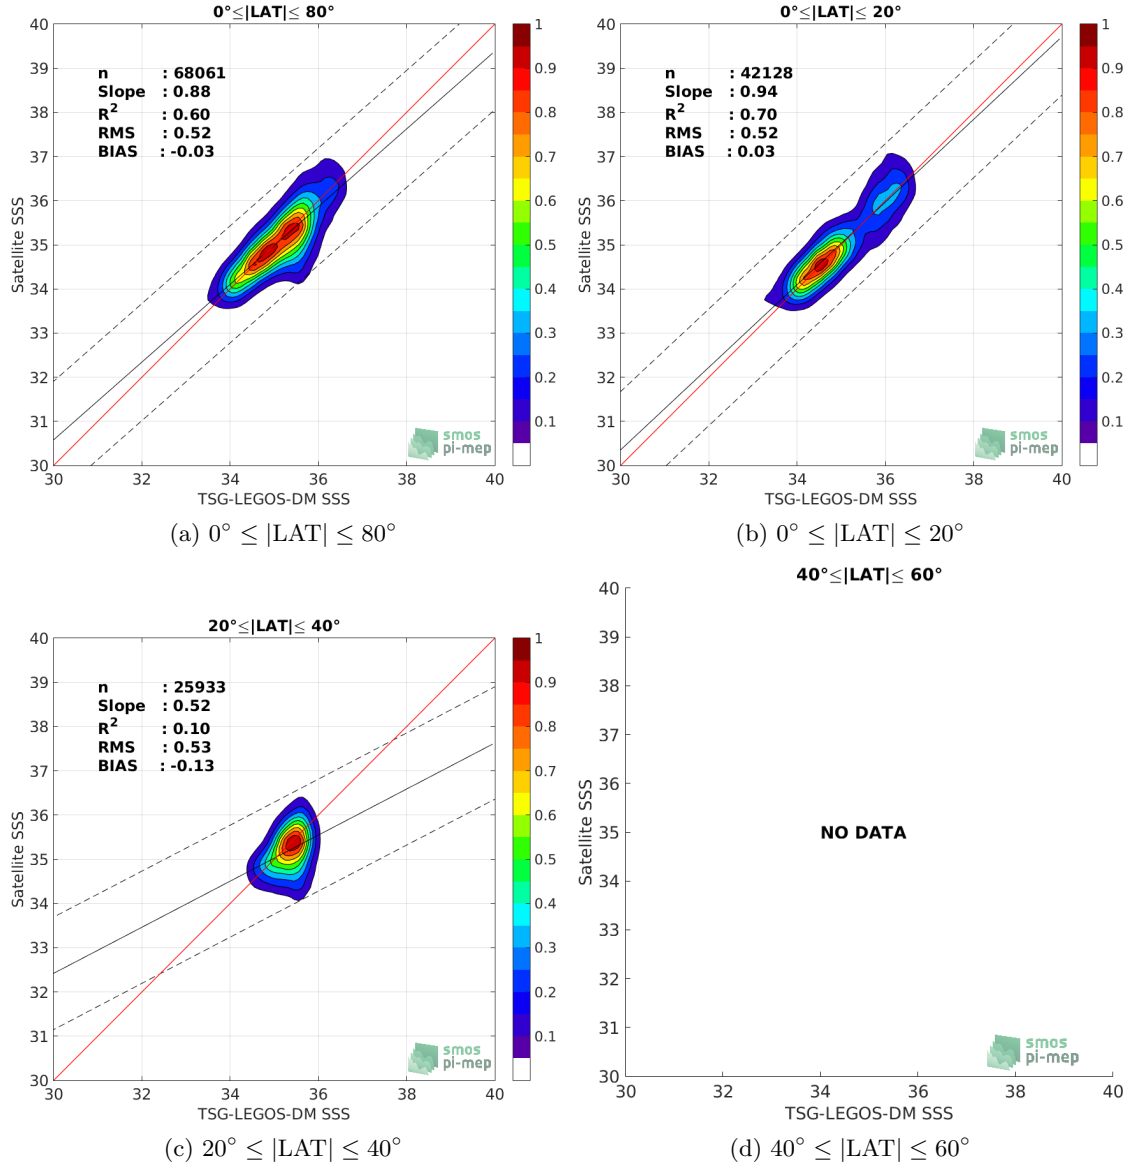 0°≤|LAT|≤ 80°
40
39
38
37
36
35
34
33
32
31
30
n : 68061
Slope : 0.88
R² : 0.60
RMS : 0.52
BIAS : -0.03
Satellite SSS
smos
pi-mep
30 32 34 36 38 40
TSG-LEGOS-DM SSS
1
0.9
0.8
0.7
0.6
0.5
0.4
0.3
0.2
0.1
(a) 0° ≤ |LAT| ≤ 80°
0°≤|LAT|≤ 20°
40
39
38
37
36
35
34
33
32
31
30
n : 42128
Slope : 0.94
R² : 0.70
RMS : 0.52
BIAS : 0.03
Satellite SSS
smos
pi-mep
30 32 34 36 38 40
TSG-LEGOS-DM SSS
1
0.9
0.8
0.7
0.6
0.5
0.4
0.3
0.2
0.1
(b) 0° ≤ |LAT| ≤ 20°
20°≤|LAT|≤ 40°
40
39
38
37
36
35
34
33
32
31
30
n : 25933
Slope : 0.52
R² : 0.10
RMS : 0.53
BIAS : -0.13
Satellite SSS
smos
pi-mep
30 32 34 36 38 40
TSG-LEGOS-DM SSS
1
0.9
0.8
0.7
0.6
0.5
0.4
0.3
0.2
0.1
(c) 20° ≤ |LAT| ≤ 40°
40°≤|LAT|≤ 60°
40
39
38
37
36
35
34
33
32
31
30
Satellite SSS
NO DATA
smos
pi-mep
30 32 34 36 38 40
TSG-LEGOS-DM SSS
(d) 40° ≤ |LAT| ≤ 60°